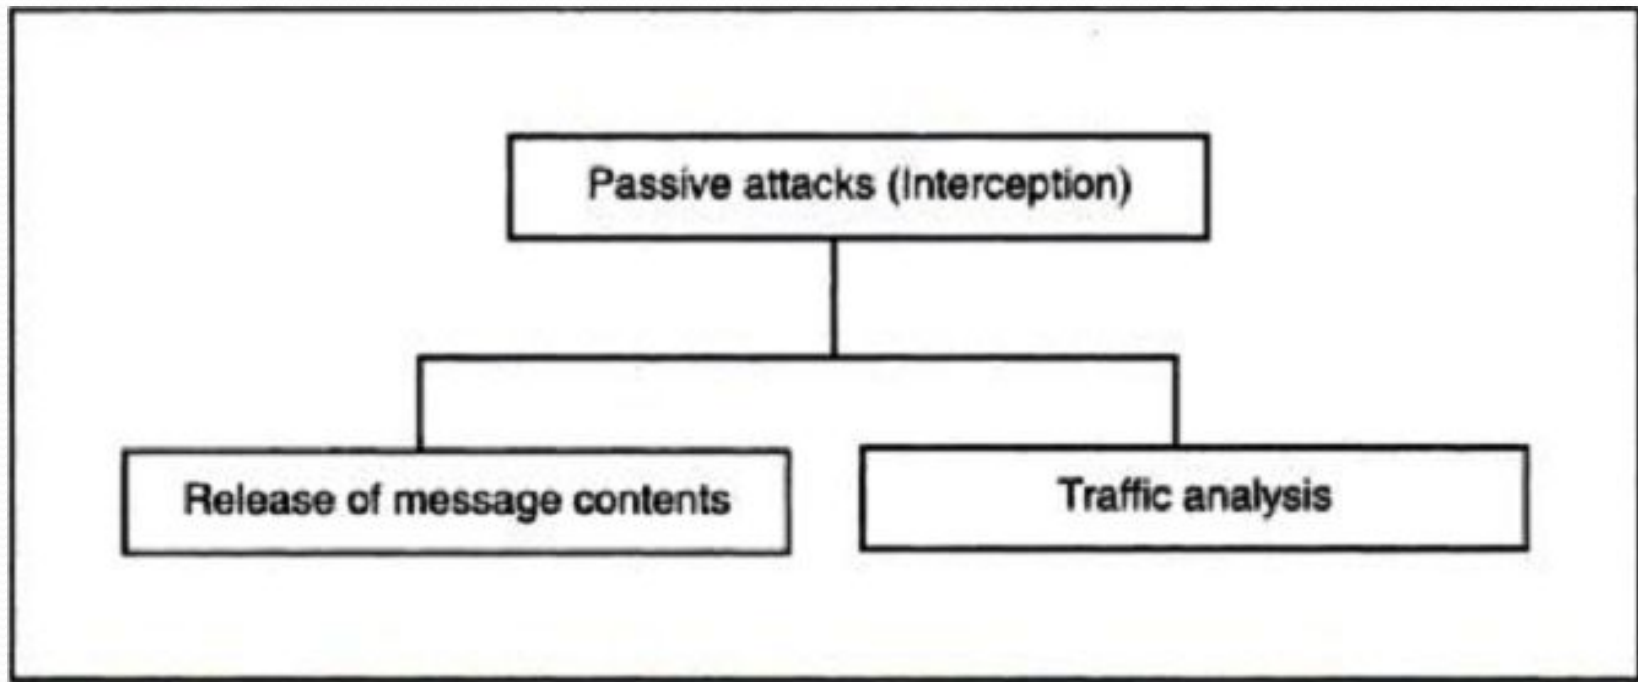 Passive attacks (Interception)
Release of message contents
Traffic analysis